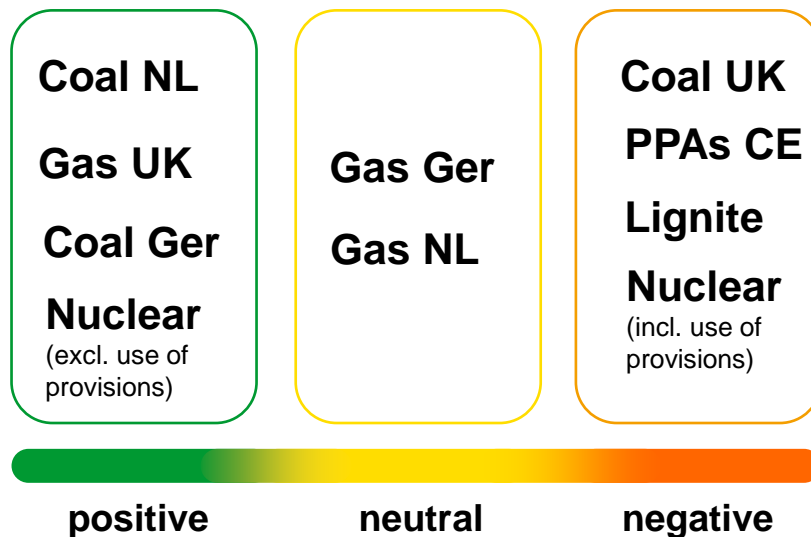 Coal NL
Gas UK
Coal Ger
Nuclear
(excl. use of
provisions)
Gas Ger
Gas NL
Coal UK
PPAs CE
Lignite
Nuclear
(incl. use of
provisions)
positive
neutral
negative